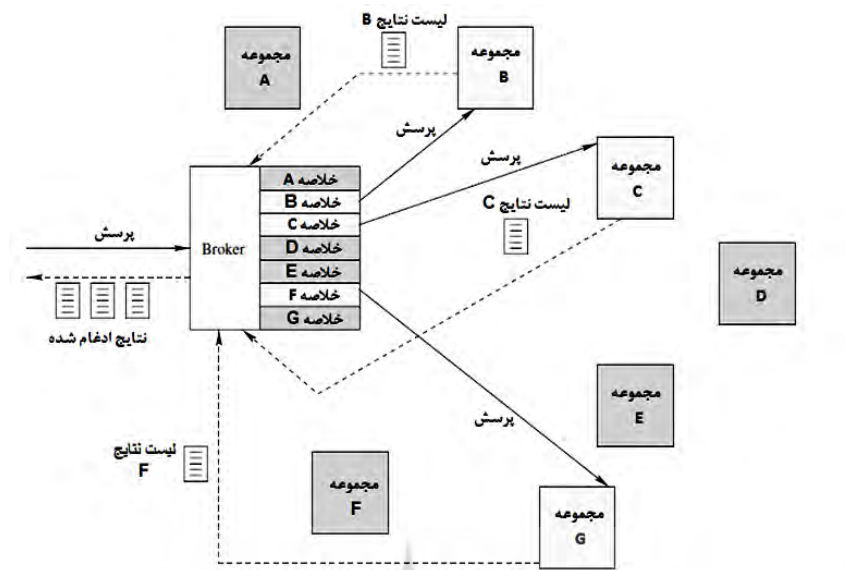 لیست نتایج B
مجموعه
A
مجموعه
B
پرسش
پرسش
مجموعه
C
خلاصه A
خلاصه B
خلاصه C
خلاصه D
خلاصه E
خلاصه F
خلاصه G
Broker
پرسش
نتایج ادغام شده
لیست نتایج C
مجموعه
D
مجموعه
E
پرسش
لیست نتایج
F
مجموعه
F
مجموعه
G